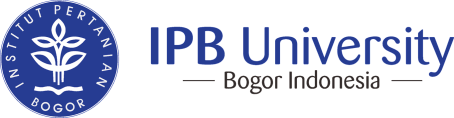 INSTITUT PERTANIAN
BOGOR
IPB University
Bogor Indonesia